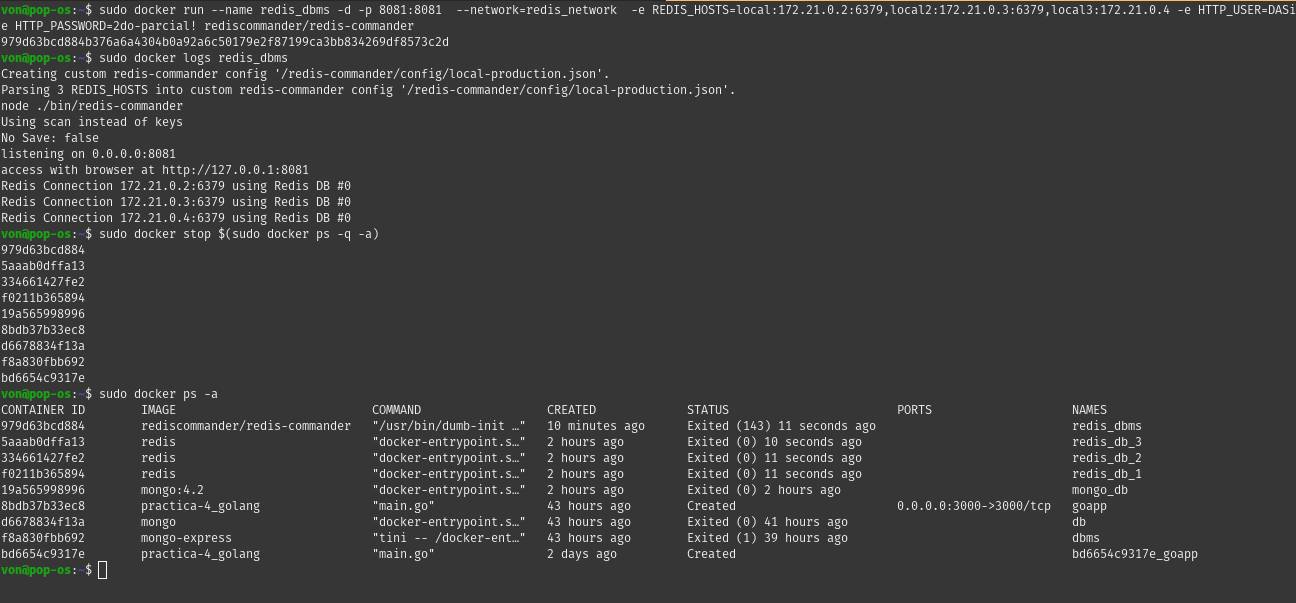 von@pop-os:~$ sudo docker run --name redis_dbms -d -p 8081:8081  --network=redis_network  -e REDIS_HOSTS=local:172.21.0.2:6379,local2:172.21.0.3:6379,local3:172.21.0.4 -e HTTP_USER=DASi
e HTTP_PASSWORD=2do-parcial! rediscommander/redis-commander
979d63bcd884b376a6a4304b0a92a6c50179e2f87199ca3bb834269df8573c2d
von@pop-os:~$ sudo docker logs redis_dbms
Creating custom redis-commander config '/redis-commander/config/local-production.json'.
Parsing 3 REDIS_HOSTS into custom redis-commander config '/redis-commander/config/local-production.json'.
node ./bin/redis-commander
Using scan instead of keys
No Save: false
listening on 0.0.0.0:8081
access with browser at http://127.0.0.1:8081
Redis Connection 172.21.0.2:6379 using Redis DB #0
Redis Connection 172.21.0.3:6379 using Redis DB #0
Redis Connection 172.21.0.4:6379 using Redis DB #0
von@pop-os:~$ sudo docker stop $(sudo docker ps -q -a)
979d63bcd884
5aaab0dffa13
334661427fe2
f0211b365894
19a565998996
8bdb37b33ec8
d6678834f13a
f8a830fbb692
bd6654c9317e
von@pop-os:~$ sudo docker ps -a
CONTAINER ID   IMAGE   COMMAND   CREATED   STATUS   PORTS   NAMES
979d63bcd884   rediscommander/redis-commander   "/usr/bin/dumb-init …"   10 minutes ago   Exited (143) 11 seconds ago   redis_dbms
5aaab0dffa13   redis   "docker-entrypoint.s…"   2 hours ago   Exited (0) 10 seconds ago   redis_db_3
334661427fe2   redis   "docker-entrypoint.s…"   2 hours ago   Exited (0) 11 seconds ago   redis_db_2
f0211b365894   redis   "docker-entrypoint.s…"   2 hours ago   Exited (0) 11 seconds ago   redis_db_1
19a565998996   mongo:4.2   "docker-entrypoint.s…"   2 hours ago   Exited (0) 2 hours ago   mongo_db
8bdb37b33ec8   practica-4_golang   "main.go"   43 hours ago   Created   0.0.0.0:3000->3000/tcp   goapp
d6678834f13a   mongo   "docker-entrypoint.s…"   43 hours ago   Exited (0) 41 hours ago   db
f8a830fbb692   mongo-express   "tini -- /docker-ent…"   43 hours ago   Exited (1) 39 hours ago   dbms
bd6654c9317e   practica-4_golang   "main.go"   2 days ago   Created   bd6654c9317e_goapp
von@pop-os:~$